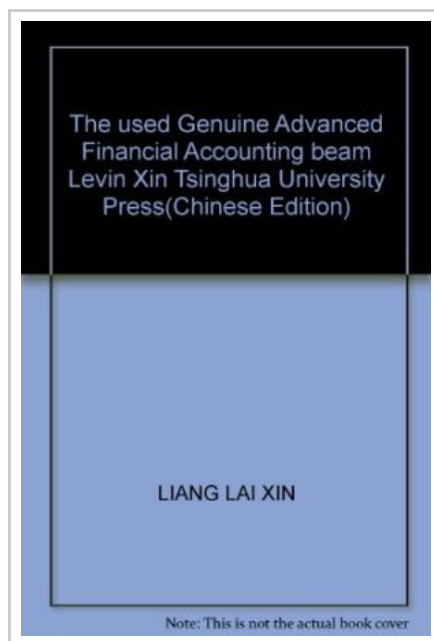 The used Genuine Advanced
Financial Accounting beam
Levin Xin Tsinghua University
Press(Chinese Edition)
LIANG LAI XIN
Note: This is not the actual book cover